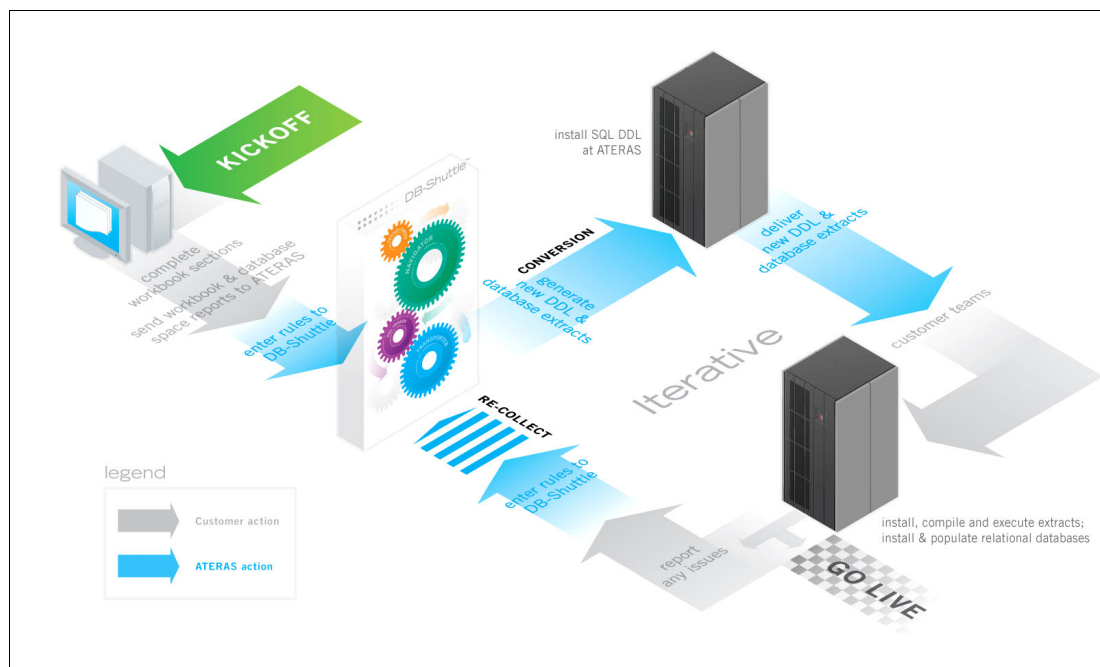 KICKOFF
complete
workbook sections
send workbook & database
space reports to ATERAS
enter rules to
DB-Shuttle
DB-Shuttle™
NAVIGATOR
TRANSPORTER
CONVERSION
generate
new DDL &
database extracts
install SQL DDL
at ATERAS
deliver
new DDL &
database extracts
customer teams
Iterative
install, compile and execute extracts;
install & populate relational databases
GO LIVE
report
any issues
enter rules to
DB-Shuttle
RE-COLLECT
legend
Customer action
ATERAS action